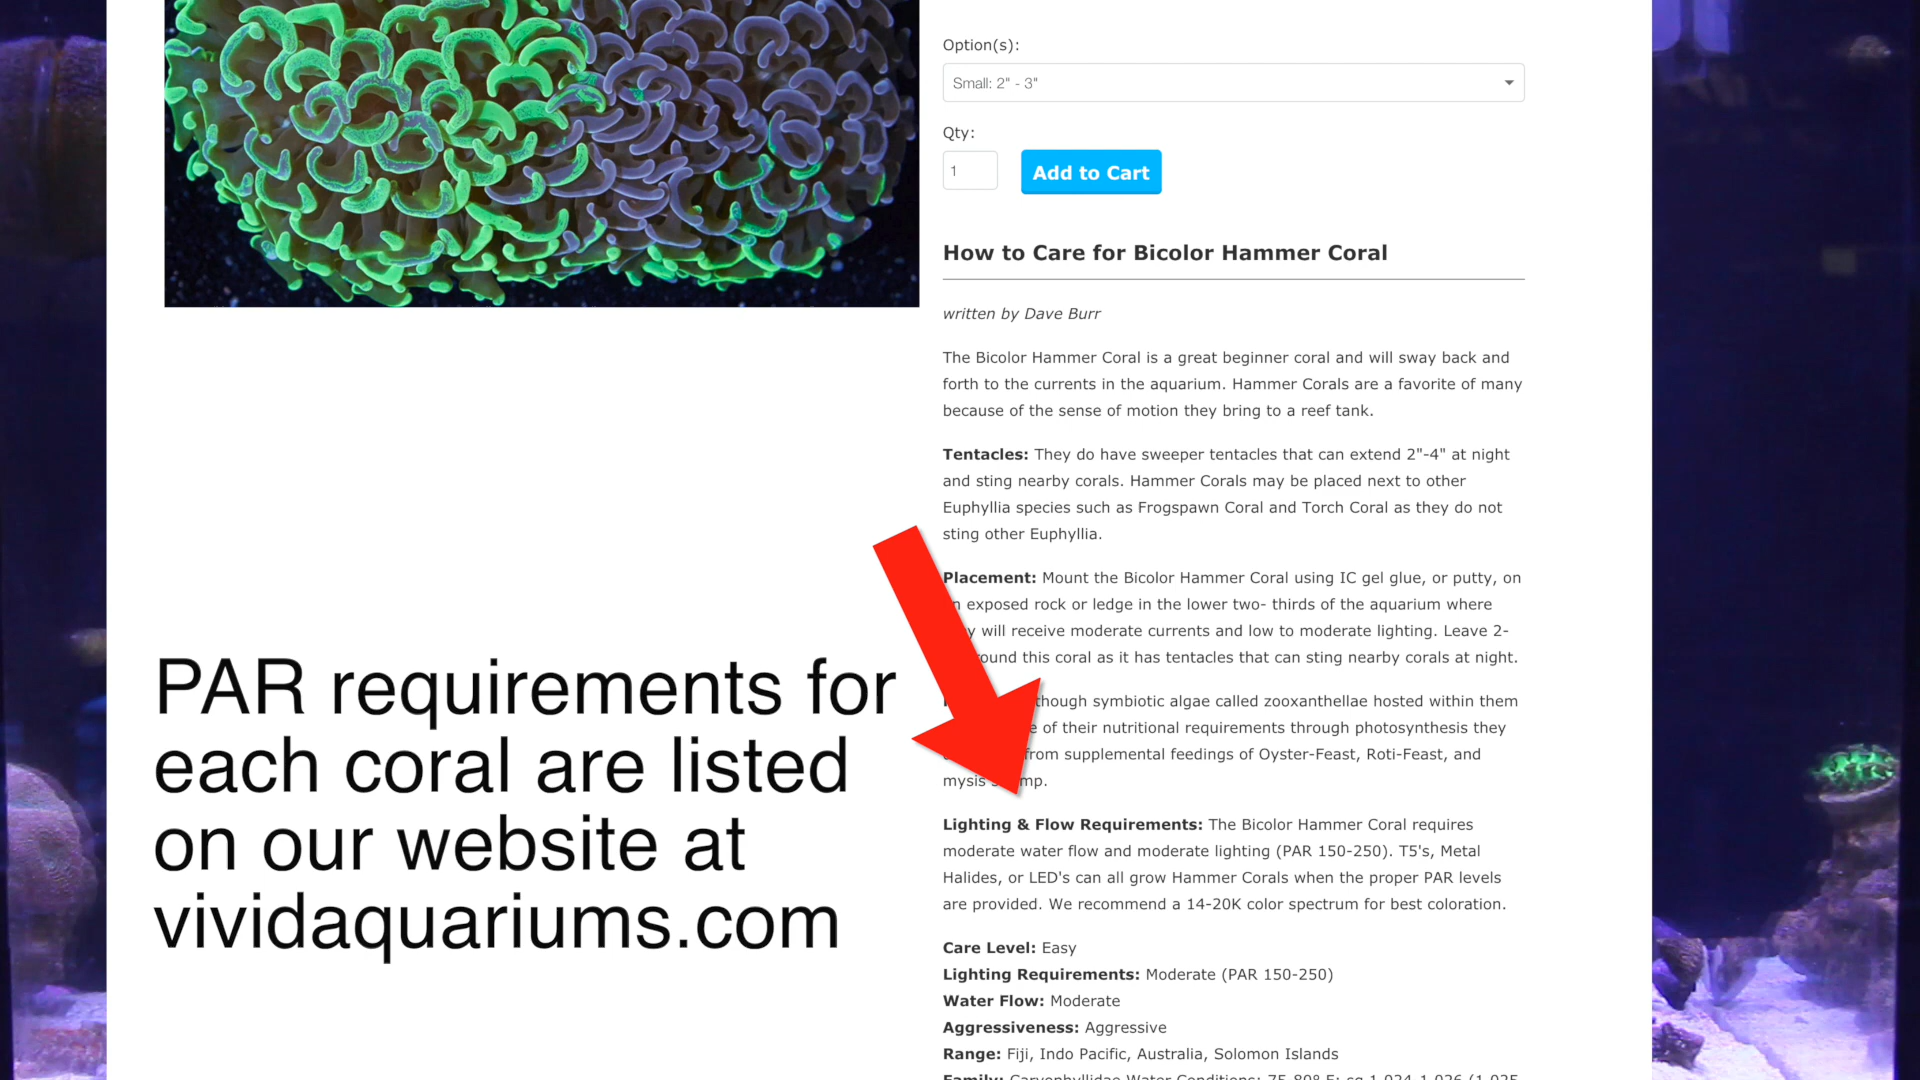 Option(s):
Small: 2" - 3"
Qty:
1
Add to Cart
How to Care for Bicolor Hammer Coral
written by Dave Burr
The Bicolor Hammer Coral is a great beginner coral and will sway back and
forth to the currents in the aquarium. Hammer Corals are a favorite of many
because of the sense of motion they bring to a reef tank.
Tentacles: They do have sweeper tentacles that can extend 2"-4" at night
and sting nearby corals. Hammer Corals may be placed next to other
Euphyllia species such as Frogspawn Coral and Torch Coral as they do not
sting other Euphyllia.
Placement: Mount the Bicolor Hammer Coral using IC gel glue, or putty, on
exposed rock or ledge in the lower two- thirds of the aquarium where
will receive moderate currents and low to moderate lighting. Leave 2-
this coral as it has tentacles that can sting nearby corals at night.
symbiotic algae called zooxanthellae hosted within them
of their nutritional requirements through photosynthesis they
from supplemental feedings of Oyster-Feast, Roti-Feast, and
mysis
Lighting & Flow Requirements: The Bicolor Hammer Coral requires
moderate water flow and moderate lighting (PAR 150-250). T5's, Metal
Halides, or LED's can all grow Hammer Corals when the proper PAR levels
are provided. We recommend a 14-20K color spectrum for best coloration.
Care Level: Easy
Lighting Requirements: Moderate (PAR 150-250)
Water Flow: Moderate
Aggressiveness: Aggressive
Range: Fiji, Indo Pacific, Australia, Solomon Islands
Family: Caryophyllidae Water Conditions: 75-80° F; sg 1.024-1.026 (1.025
PAR requirements for
each coral are listed
on our website at
vividaquariums.com